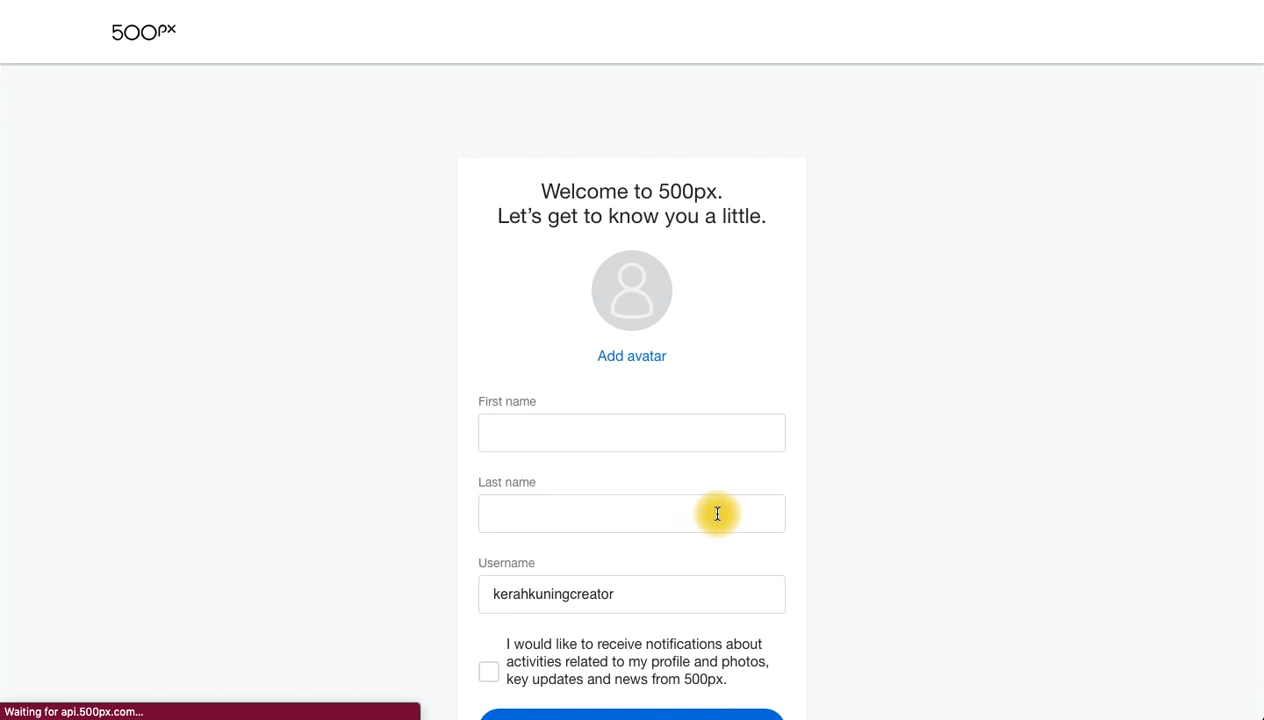 500px
Welcome to 500px.
Let's get to know you a little.
Add avatar
First name
Last name
Username
kerahkuningcreator
I would like to receive notifications about
activities related to my profile and photos,
key updates and news from 500px.
Waiting for api.500px.com...